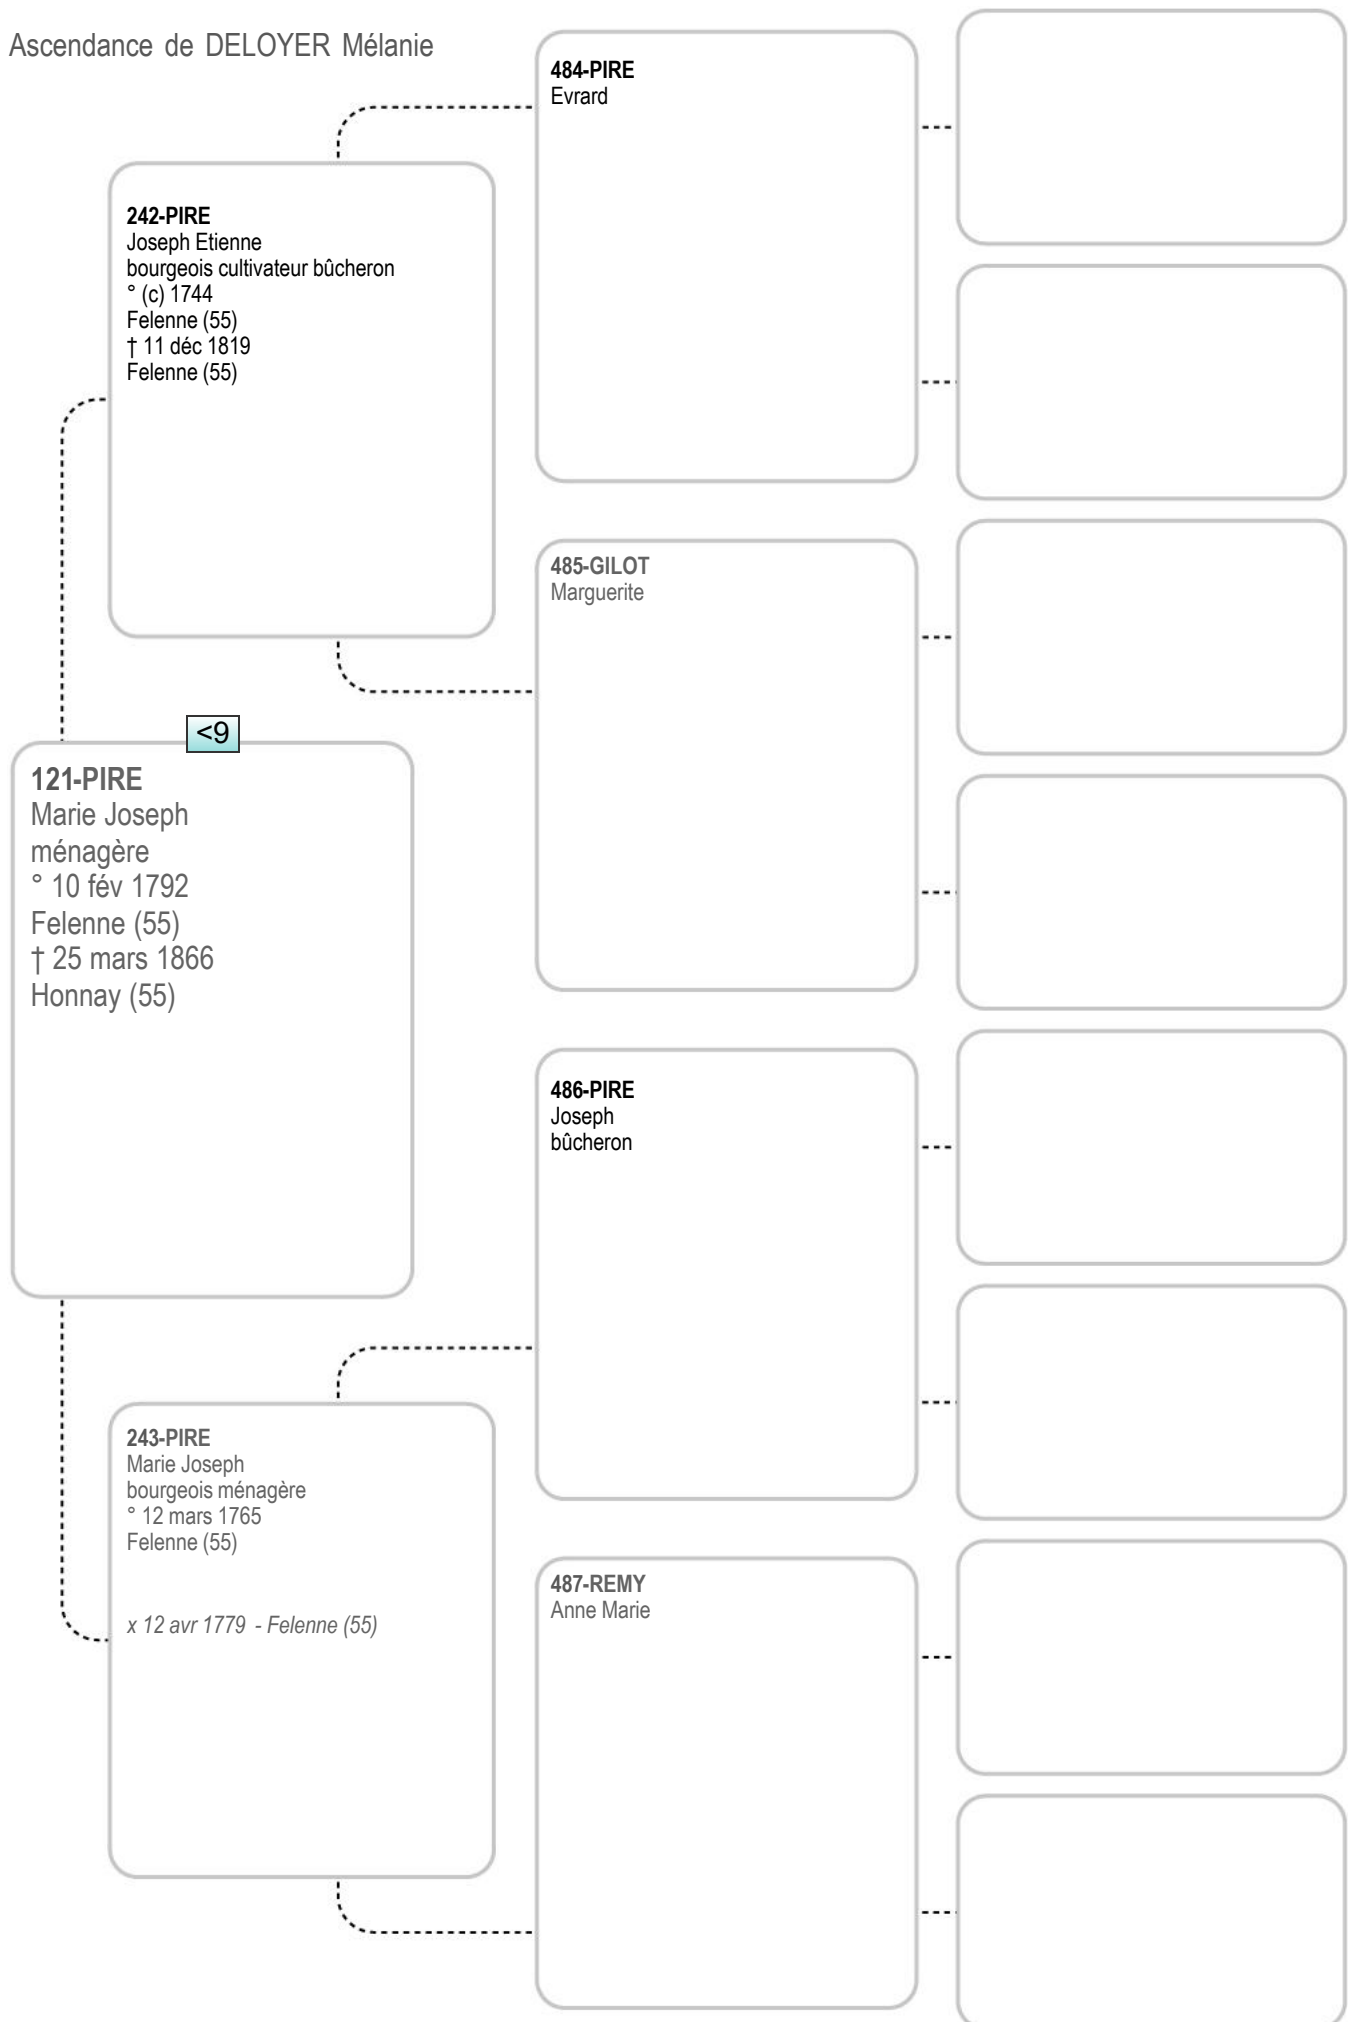 Ascendance de DELOYER Mélanie
484-PIRE
Evrard
242-PIRE
Joseph Etienne
bourgeois cultivateur bûcheron
° (c) 1744
Felenne (55)
† 11 déc 1819
Felenne (55)
485-GILOT
Marguerite
<9
121-PIRE
Marie Joseph
ménagère
° 10 fév 1792
Felenne (55)
† 25 mars 1866
Honnay (55)
486-PIRE
Joseph
bûcheron
243-PIRE
Marie Joseph
bourgeois ménagère
° 12 mars 1765
Felenne (55)
x 12 avr 1779 - Felenne (55)
487-REMY
Anne Marie